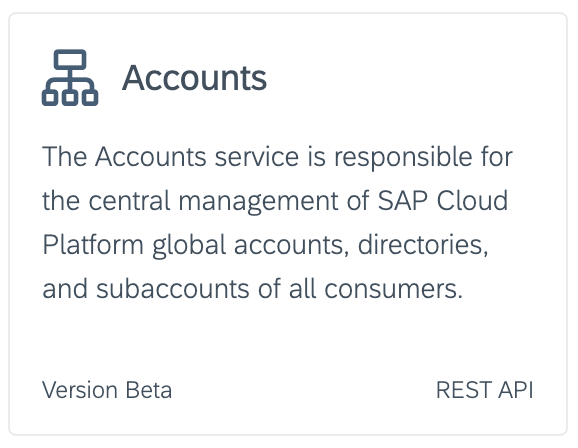 Accounts
The Accounts service is responsible for
the central management of SAP Cloud
Platform global accounts, directories,
and subaccounts of all consumers.
Version Beta
REST API